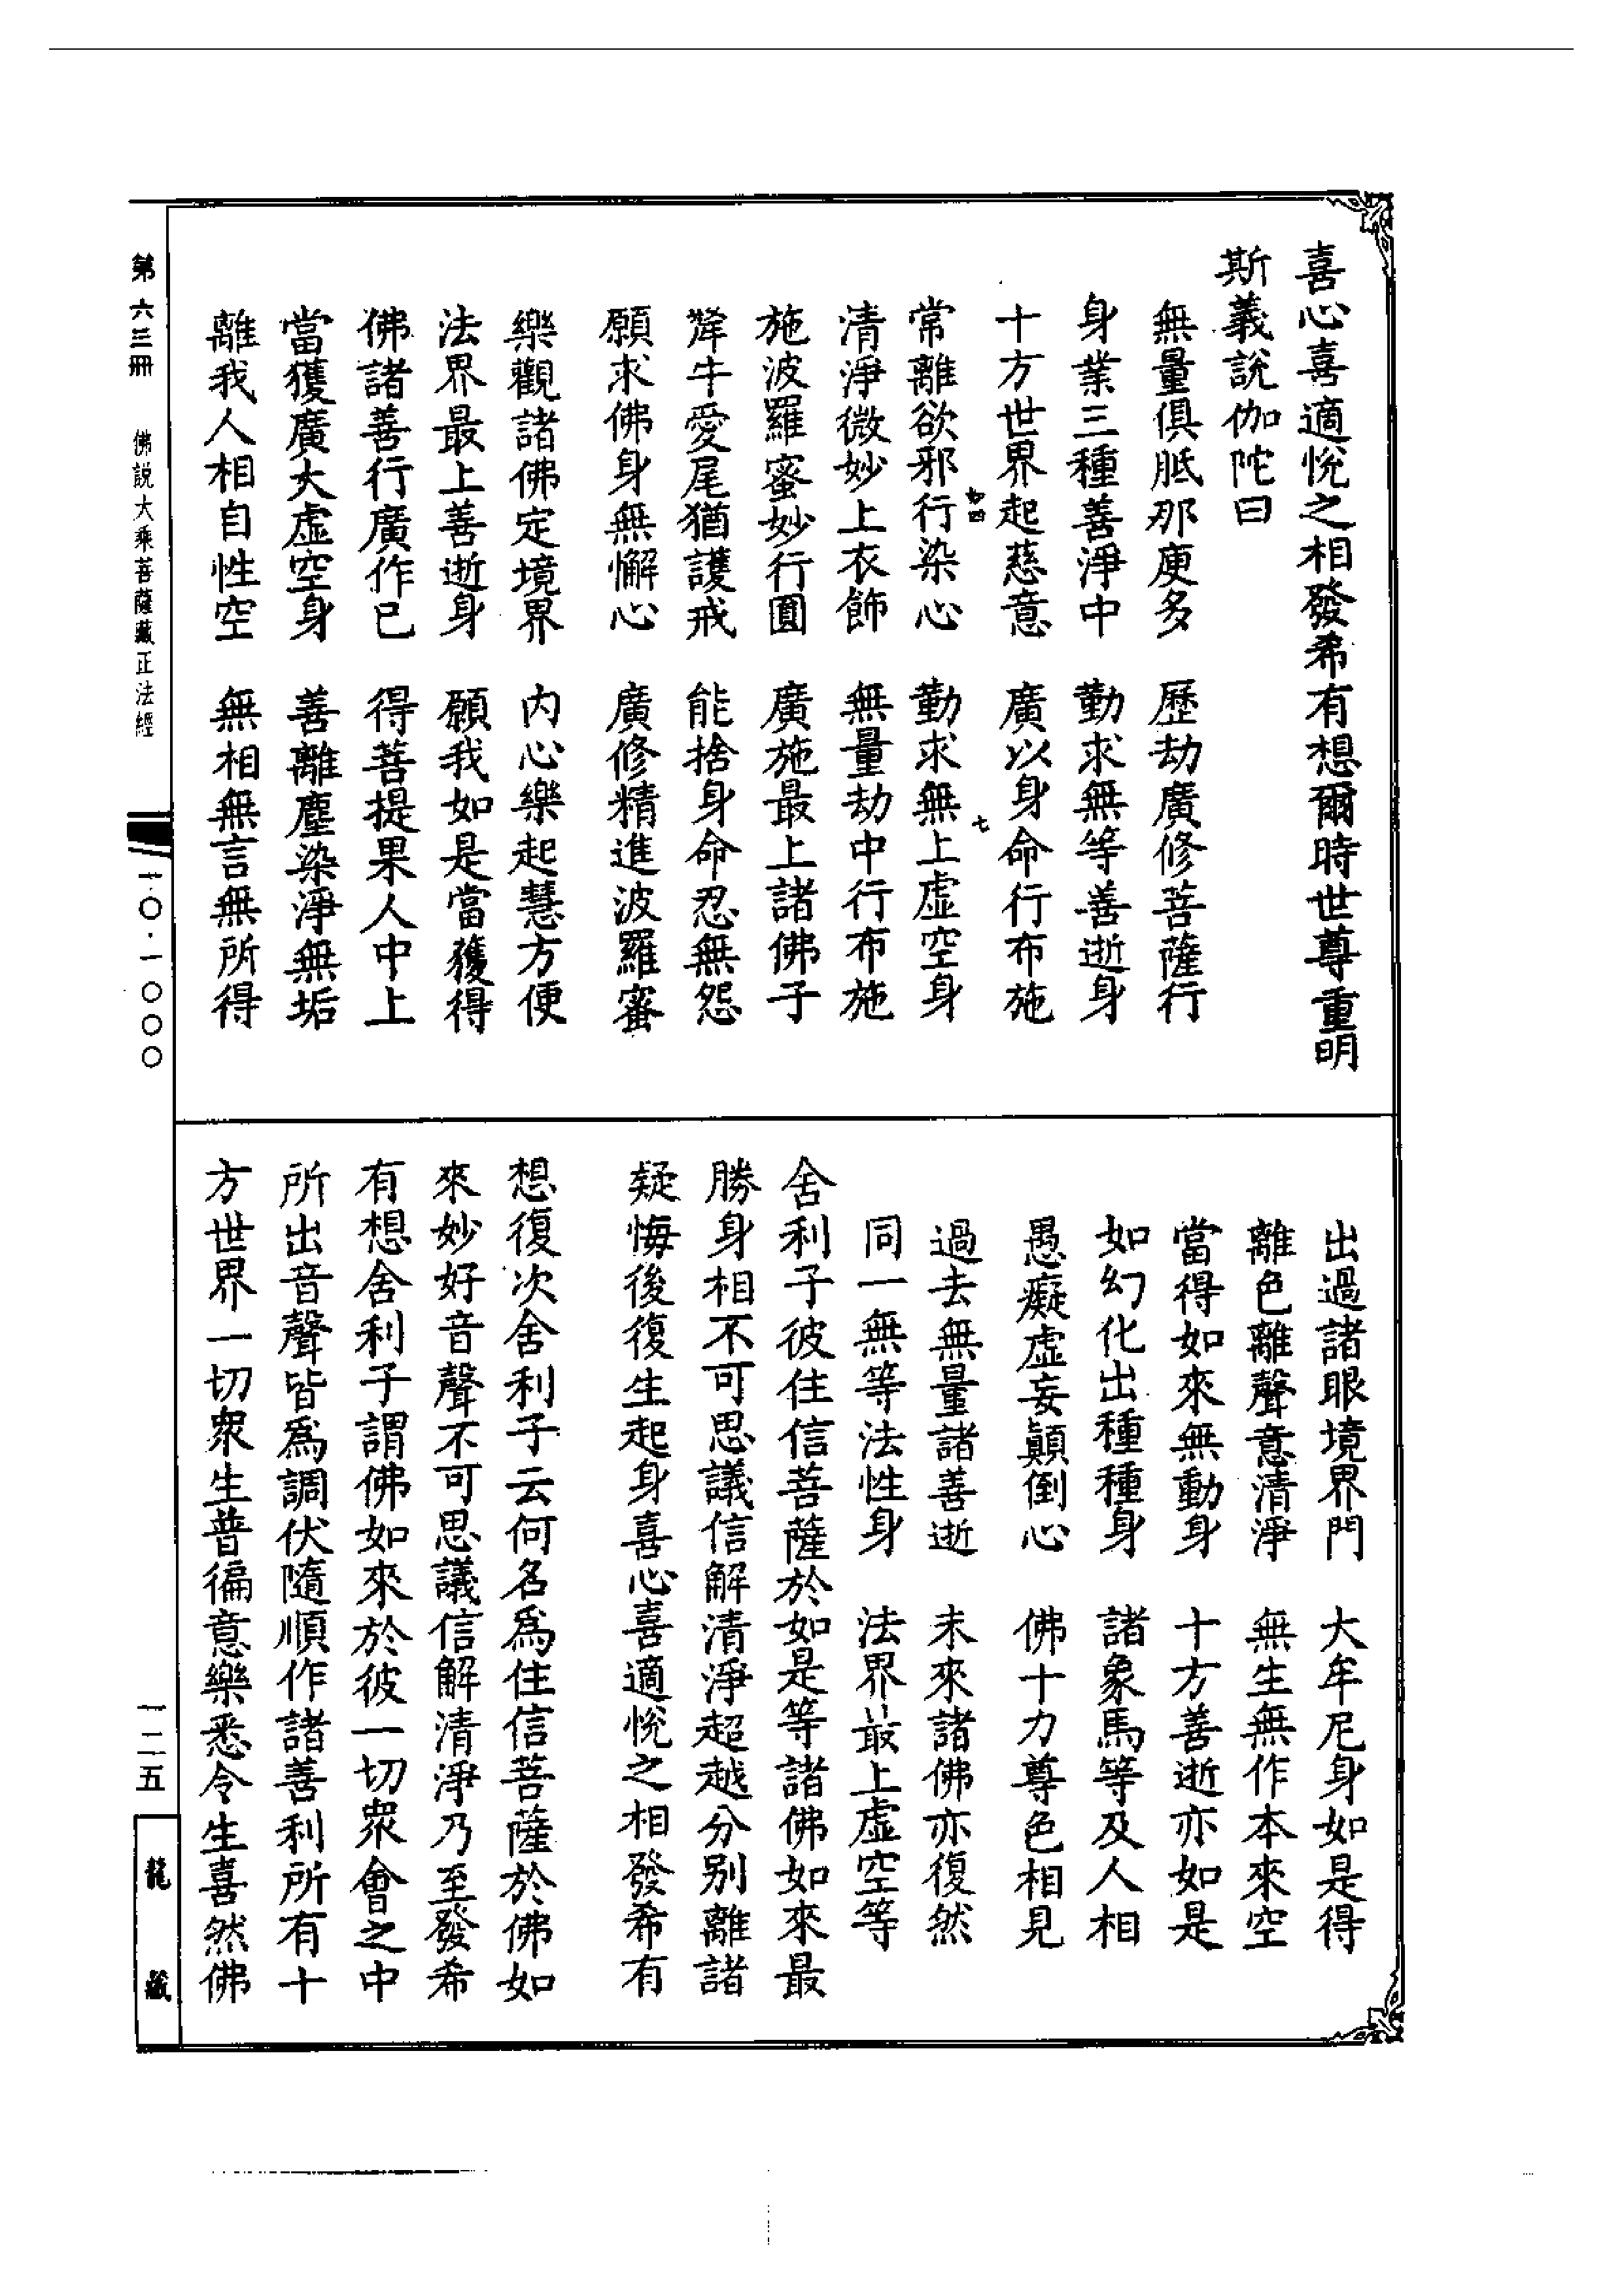 喜心喜適悅之相發希有想爾時世尊重明
斯義說伽陀曰
無量俱胝那庾多　歷劫廣修菩薩行
身業三種善淨中　勤求無等善逝身
十方世界起慈意　廣以身命行布施
如四　七
常離欲邪行染心　勤求無上虛空身
清淨微妙上衣飾　無量劫中行布施
施波羅蜜妙行圓　廣施最上諸佛子
犛牛愛尾猶護戒　能捨身命忍無怨
願求佛身無懈心　廣修精進波羅蜜
樂觀諸佛定境界　內心樂起慧方便
法界最上善逝身　願我如是當獲得
佛諸善行廣作已　得菩提果人中上
當獲廣大虛空身　善離塵染淨無垢
離我人相自性空　無相無言無所得
出過諸眼境界門　大牟尼身如是得
離色離聲意清淨　無生無作本來空
當得如來無動身　十方善逝亦如是
如幻化出種種身　諸象馬等及人相
愚癡虛妄顛倒心　佛十力尊色相見
過去無量諸善逝　未來諸佛亦復然
同一無等法性身　法界最上虛空等
舍利子彼住信菩薩於如是等諸佛如來最
勝身相不可思議信解清淨超越分別離諸
疑悔後復生起身喜心喜適悅之相發希有
想復次舍利子云何名爲住信菩薩於佛如
來妙好音聲不可思議信解清淨乃至發希
有想舍利子謂佛如來於彼一切衆會之中
所出音聲皆爲調伏隨順作諸善利所有十
方世界一切衆生普徧意樂悉令生喜然佛
第六三冊　佛說大乘菩薩藏正法經
一〇·一〇〇〇
一二五
龍藏